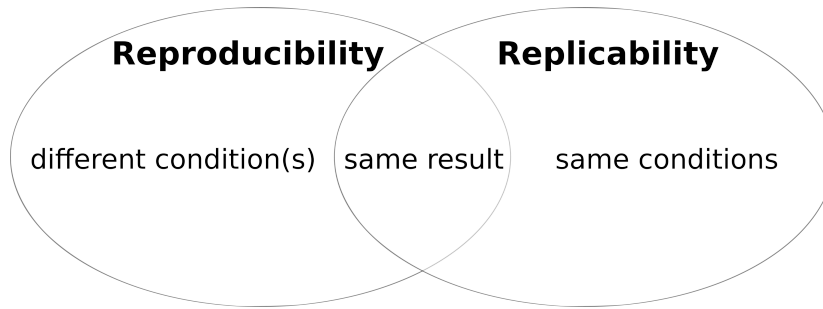 Reproducibility Replicability
different condition(s) same result same conditions